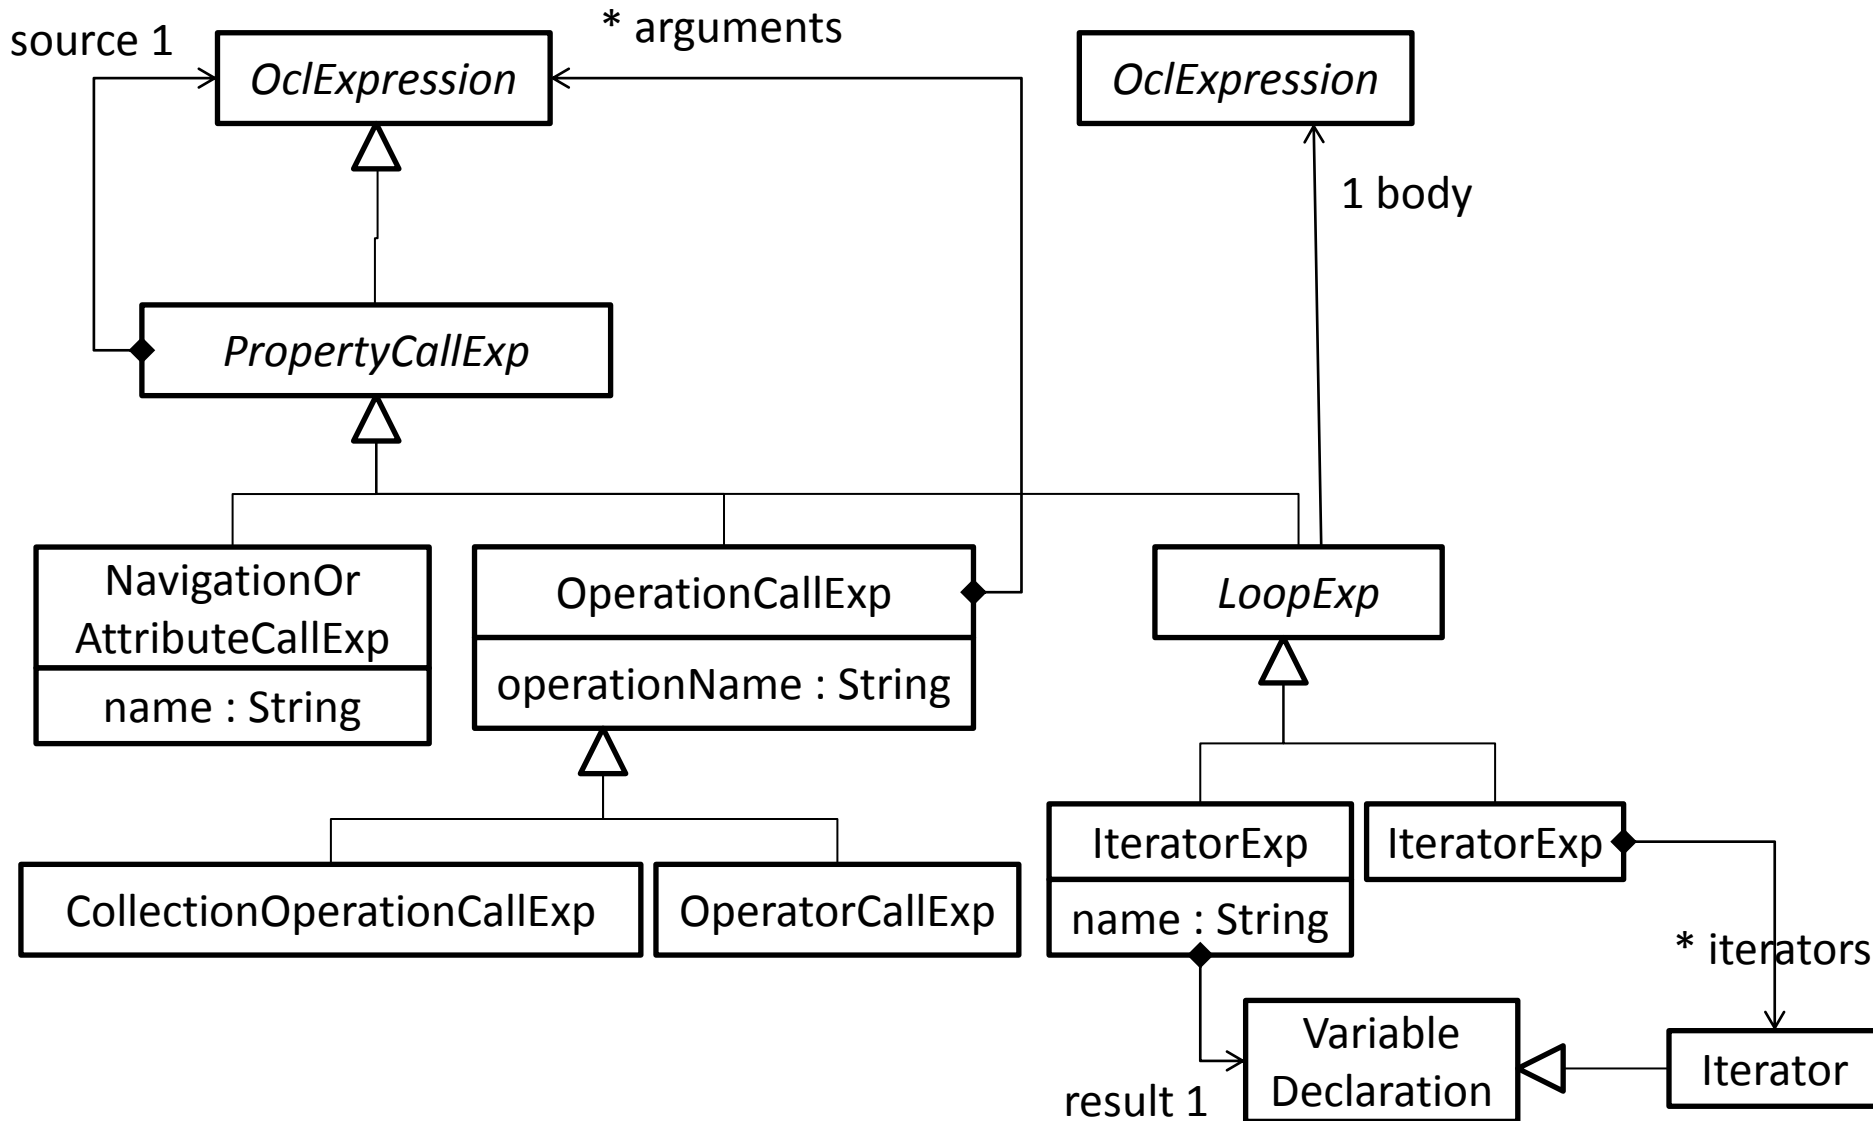 source 1
* arguments
OclExpression
OclExpression
1 body
PropertyCallExp
NavigationOr
AttributeCallExp
name : String
OperationCallExp
operationName : String
LoopExp
CollectionOperationCallExp
OperatorCallExp
IteratorExp
name : String
IteratorExp
* iterators
Variable
Declaration
Iterator
result 1